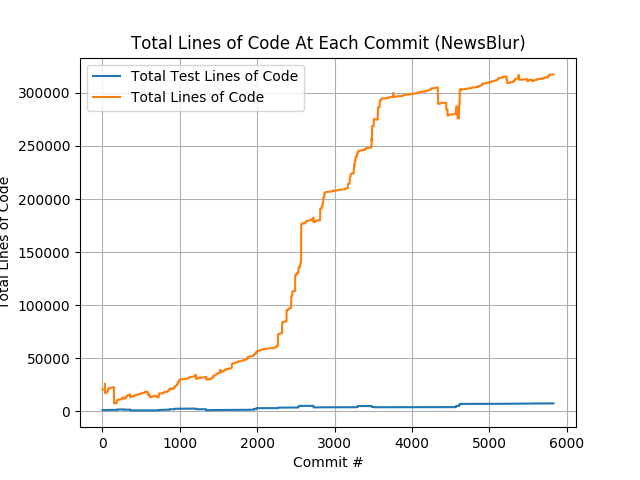 Total Lines of Code At Each Commit (NewsBlur)
Total Test Lines of Code
Total Lines of Code
300000
250000
200000
150000
100000
50000
0
Total Lines of Code
0 1000 2000 3000 4000 5000 6000
Commit #